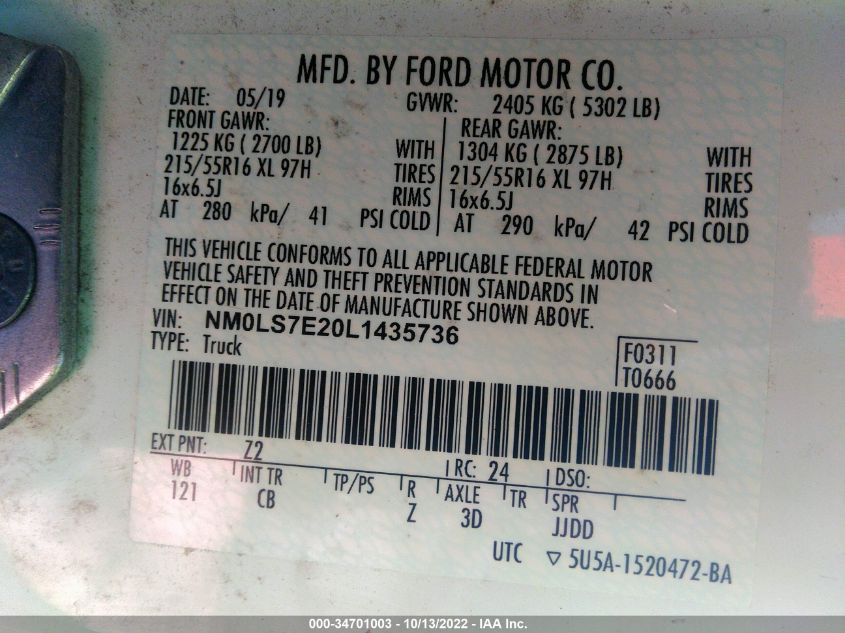 MFD. BY FORD MOTOR CO.
DATE: 05/19 GVWR: 2405 KG ( 5302 LB)
FRONT GAWR: REAR GAWR:
1225 KG ( 2700 LB) WITH 1304 KG ( 2875 LB) WITH
215/55R16 XL 97H TIRES 215/55R16 XL 97H TIRES
16x6.5J RIMS 16x6.5J RIMS
AT 280 kPa/ 41 PSI COLD AT 290 kPa/ 42 PSI COLD
THIS VEHICLE CONFORMS TO ALL APPLICABLE FEDERAL MOTOR
VEHICLE SAFETY AND THEFT PREVENTION STANDARDS IN
EFFECT ON THE DATE OF MANUFACTURE SHOWN ABOVE.
VIN: NM0LS7E20L1435736
TYPE: Truck
F0311
T0666
EXT PNT: Z2 RC: 24 DSO:
WB INT TR TP/PS R AXLE TR SPR
121 CB Z 3D JJDD
UTC ▽ 5U5A-1520472-BA
000-34701003 - 10/13/2022 - IAA Inc.